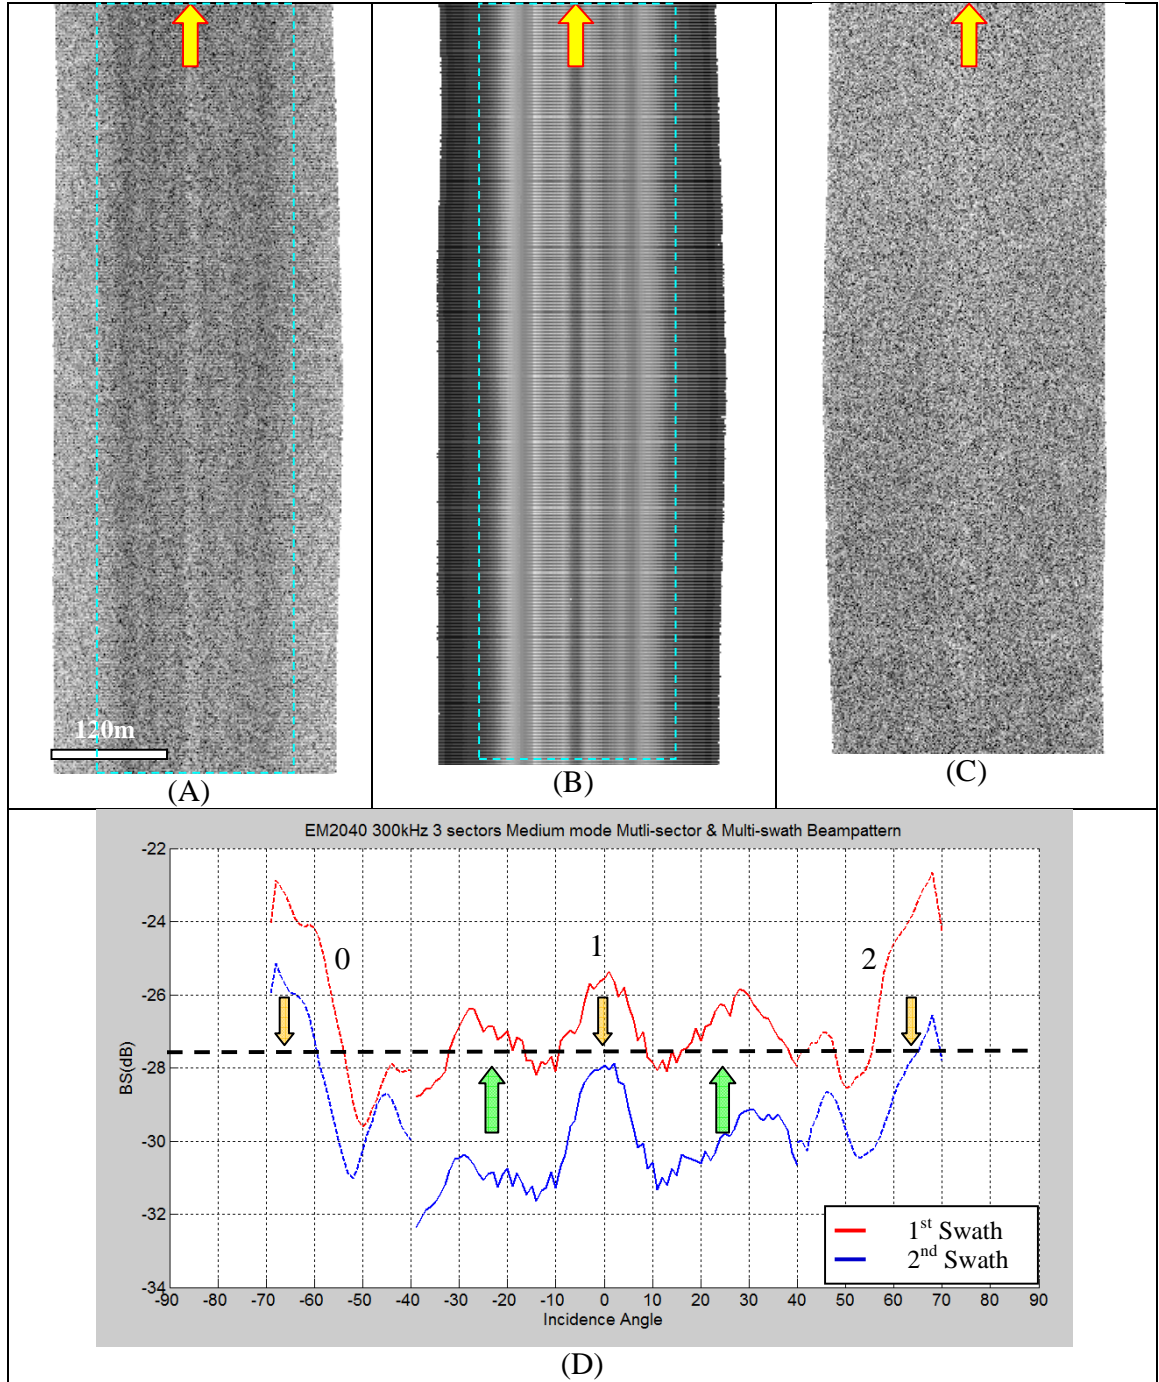 120m
(A)
(B)
(C)
EM2040 300kHz 3 sectors Medium mode Mutli-sector & Multi-swath Beampattern
-22
-24
-26
-28
-30
-32
-34
BS(dB)
0
1
2
1st Swath
2nd Swath
-90 -80 -70 -60 -50 -40 -30 -20 -10 0 10 20 30 40 50 60 70 80 90
Incidence Angle
(D)